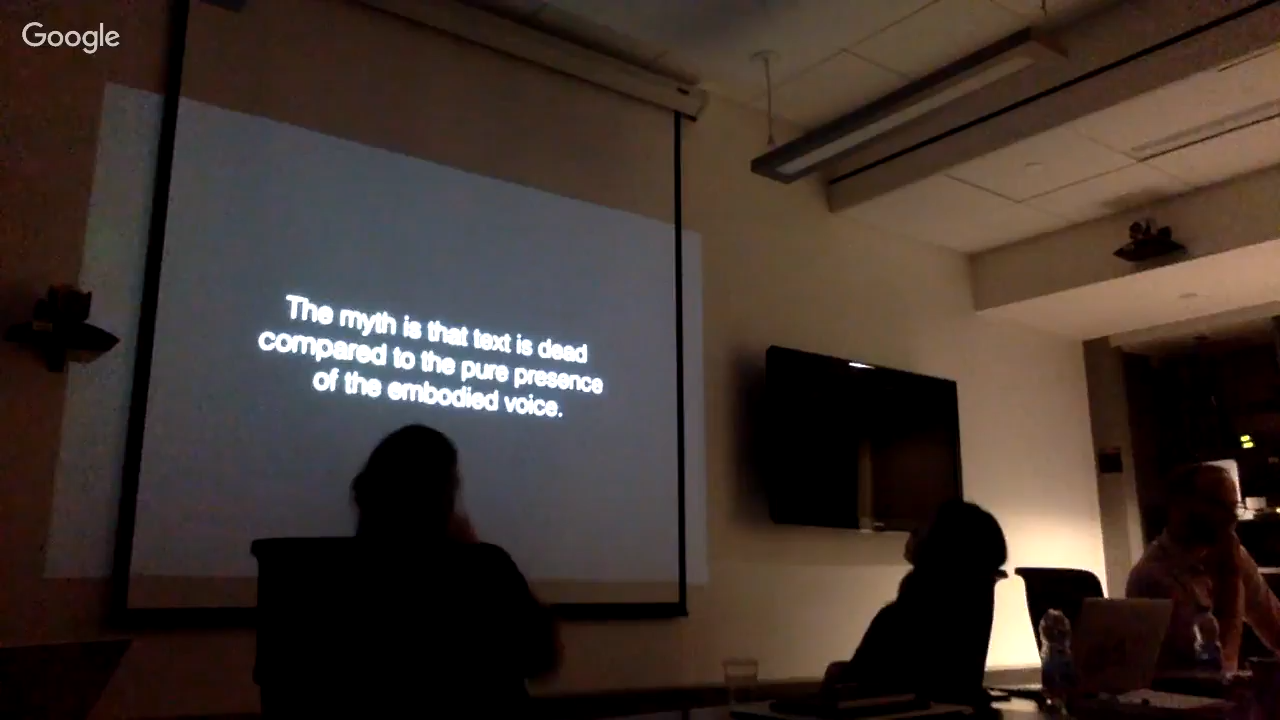 Google
The myth is that text is dead
compared to the pure presence
of the embodied voice.